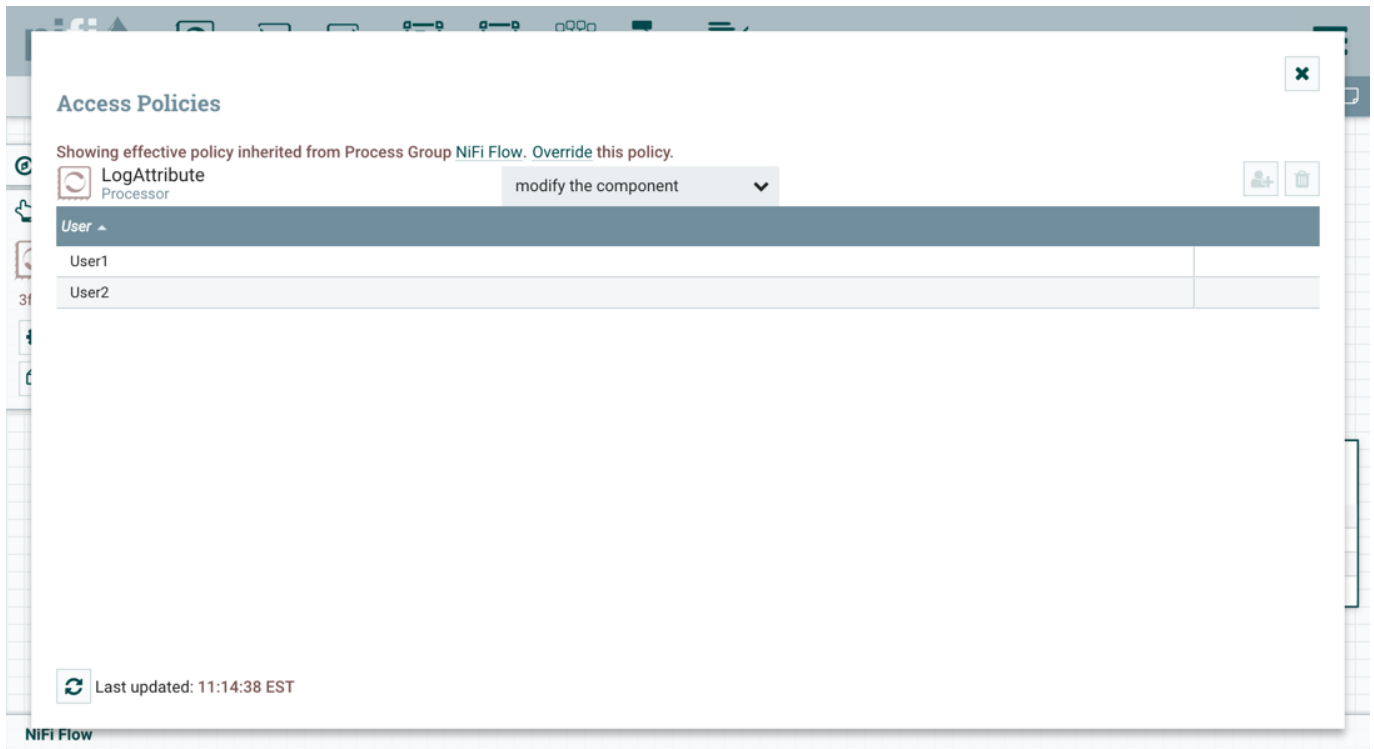 Access Policies
Showing effective policy inherited from Process Group NiFi Flow. Override this policy.
LogAttribute
Processor
modify the component
User
User1
User2
3f
Last updated: 11:14:38 EST
NiFi Flow